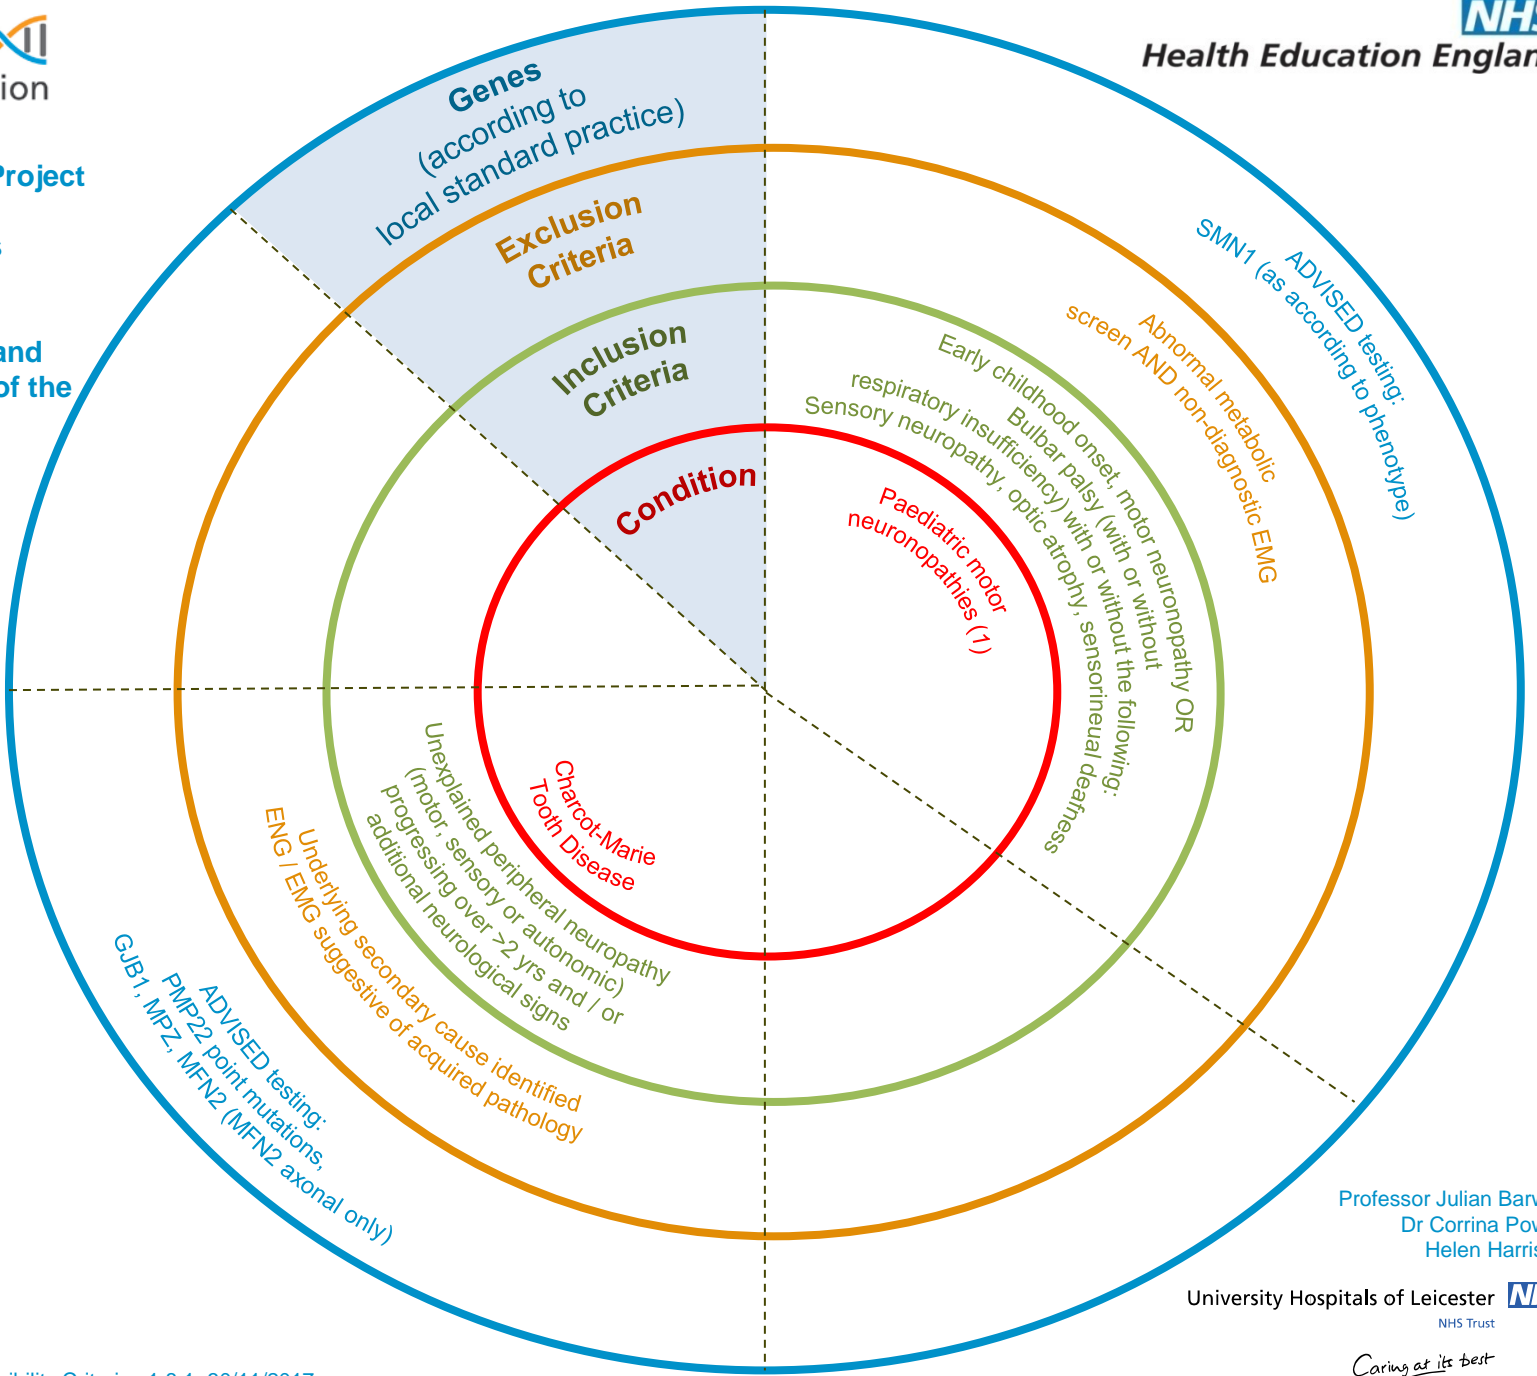 NHS
Health Education
Project
and
of the
Genes
(according to
local standard practice)
Exclusion
Criteria
Inclusion
Criteria
Condition
ADVISED testing:
SMN1 (as according to phenotype)
Abnormal metabolic
screen AND non-diagnostic EMG
Early childhood onset, motor neuronopathy OR
Bulbar palsy (with or without
respiratory insufficiency) with or without the following:
Sensory neuropathy, optic atrophy, sensorineual deafness
Paediatric motor
neuronopathies (1)
Charcot-Marie
Tooth Disease
Unexplained peripheral neuropathy
(motor, sensory or autonomic)
progressing over >2 yrs and / or
additional neurological signs
Underlying secondary cause identified
ENG / EMG suggestive of acquired pathology
ADVISED testing:
PMP22 point mutations,
GJB1, MPZ, MFN2 (MFN2 axonal only)
Professor Julian
Dr Corrina
Helen
University Hospitals of Leicester
NHS Trust
Caring at its best